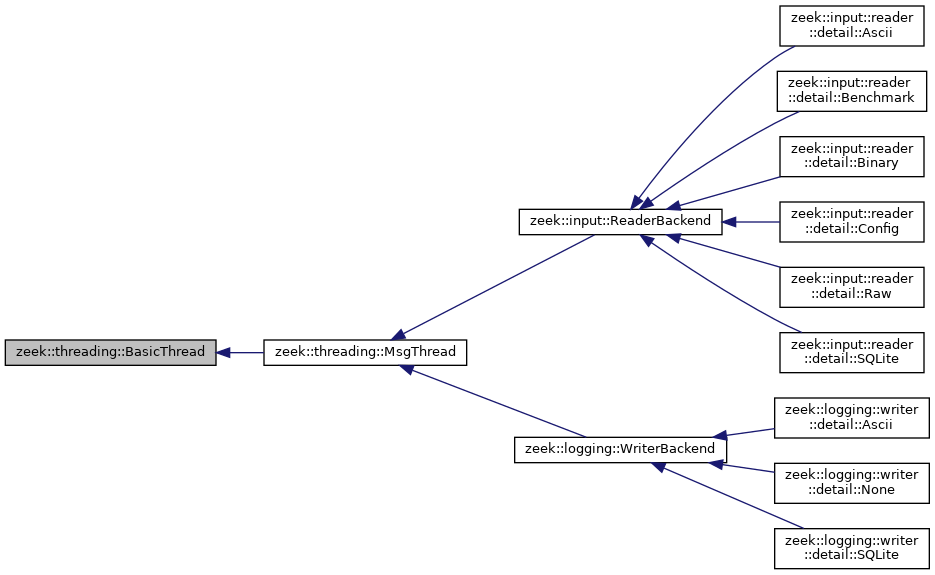 zeek::input::reader
::detail::Ascii
zeek::input::reader
::detail::Benchmark
zeek::input::reader
::detail::Binary
zeek::input::ReaderBackend
zeek::input::reader
::detail::Config
zeek::input::reader
::detail::Raw
zeek::threading::BasicThread
zeek::threading::MsgThread
zeek::input::reader
::detail::SQLite
zeek::logging::writer
::detail::Ascii
zeek::logging::WriterBackend
zeek::logging::writer
::detail::None
zeek::logging::writer
::detail::SQLite